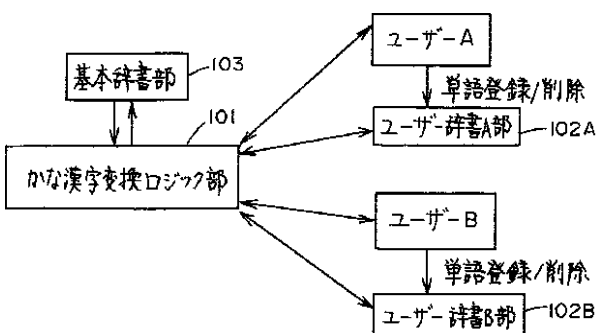 ユーザーA
基本辞書部
103
単語登録/削除
101
ユーザー辞書A部
102A
かな漢字変換ロジック部
ユーザーB
単語登録/削除
ユーザー辞書B部
102B